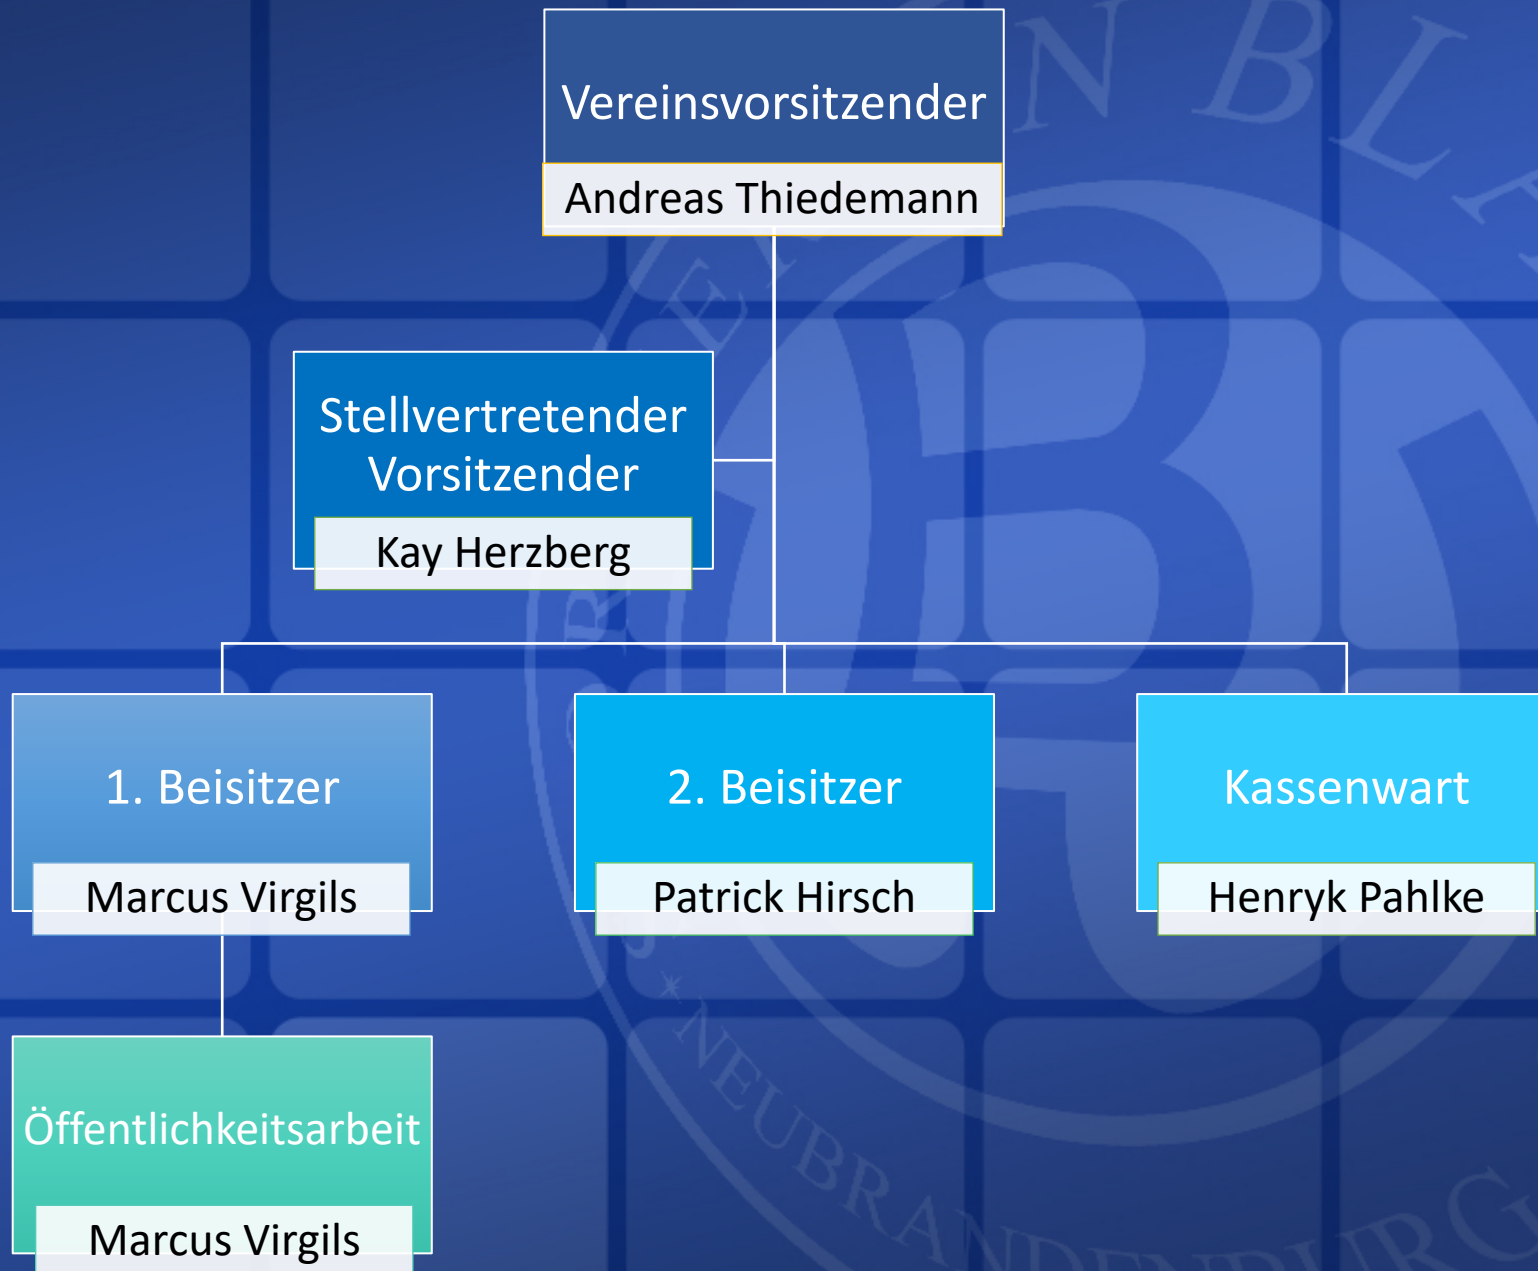 Vereinsvorsitzender
Andreas Thiedemann
Stellvertretender
Vorsitzender
Kay Herzberg
1. Beisitzer
Marcus Virgils
2. Beisitzer
Patrick Hirsch
Kassenwart
Henryk Pahlke
Öffentlichkeitsarbeit
Marcus Virgils
NEUBRANDENBURG